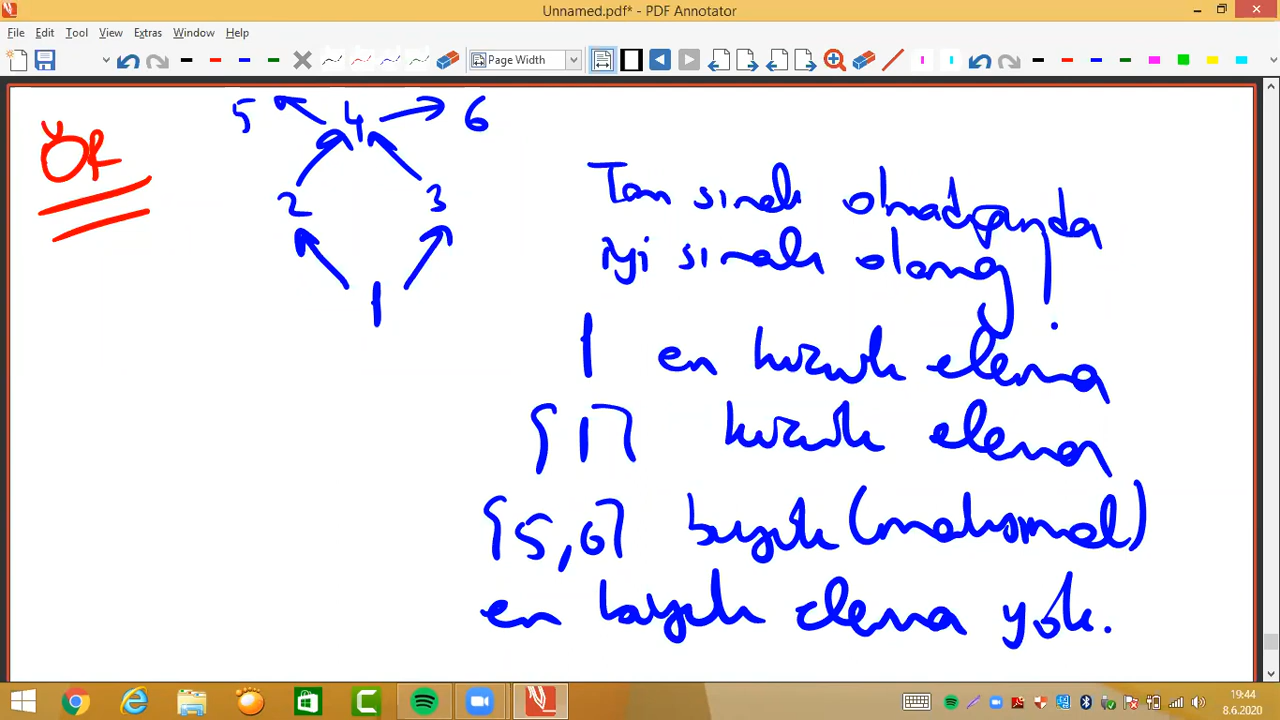 Unnamed.pdf* - PDF Annotator
File Edit Tool View Extras Window Help
Page Width
ÖR
5 4 6
2 3
1
Tam sıralı olmadığında
iyi sıralı olamaz!
1 en küçük eleman
{1} küçük eleman
{5,6} büyük (maksimal)
en büyük eleman yok.
19:44
8.6.2020